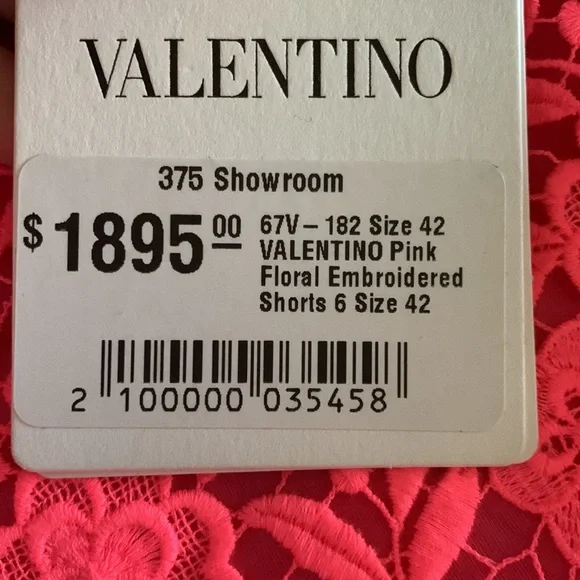 VALENTINO
375 Showroom
$1895 00
67V – 182 Size 42
VALENTINO Pink
Floral Embroidered
Shorts 6 Size 42
2 100000 035458